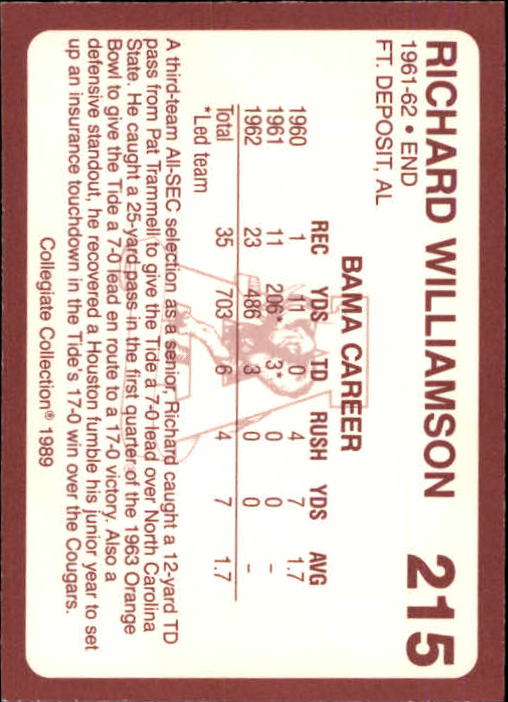 RICHARD WILLIAMSON 215
1961-62 • END
FT. DEPOSIT, AL
BAMA CAREER
REC YDS TD RUSH YDS AVG
1960 1 11 0 4 7 1.7
1961 11 206* 3* 0 0 -
1962 23 486 3 0 0 -
Total 35 703 6 4 7 1.7
*Led team
A third-team All-SEC selection as a senior, Richard caught a 12-yard TD
pass from Pat Trammell to give the Tide a 7-0 lead over North Carolina
State. He caught a 25-yard pass in the first quarter of the 1963 Orange
Bowl to give the Tide a 7-0 lead en route to a 17-0 victory. Also a
defensive standout, he recovered a Houston fumble his junior year to set
up an insurance touchdown in the Tide's 17-0 win over the Cougars.
Collegiate Collection® 1989